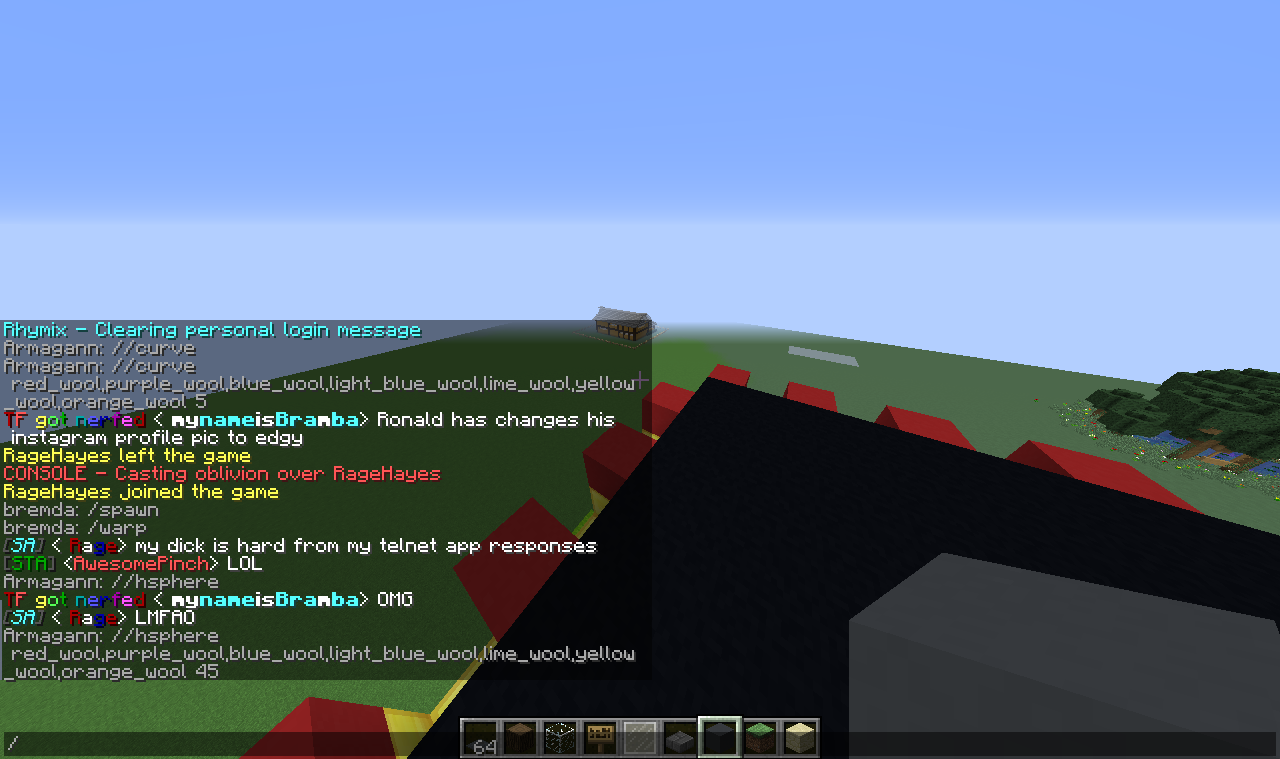 Rhymix - Clearing personal login message
Armagann: //curve
Armagann: //curve
red_wool,purple_wool,blue_wool,light_blue_wool,lime_wool,yellow
_wool,orange_wool 5
TF got nerfed < mynameisBramba> Ronald has changes his
instagram profile pic to edgy
RageHayes left the game
CONSOLE - Casting oblivion over RageHayes
RageHayes joined the game
bremda: /spawn
bremda: /warp
[SA] < Rage> my dick is hard from my telnet app responses
[STA] <AwesomePinch> LOL
Armagann: //hsphere
TF got nerfed < mynameisBramba> OMG
[SA] < Rage> LMFAO
Armagann: //hsphere
red_wool,purple_wool,blue_wool,light_blue_wool,lime_wool,yellow
_wool,orange_wool 45
64
/